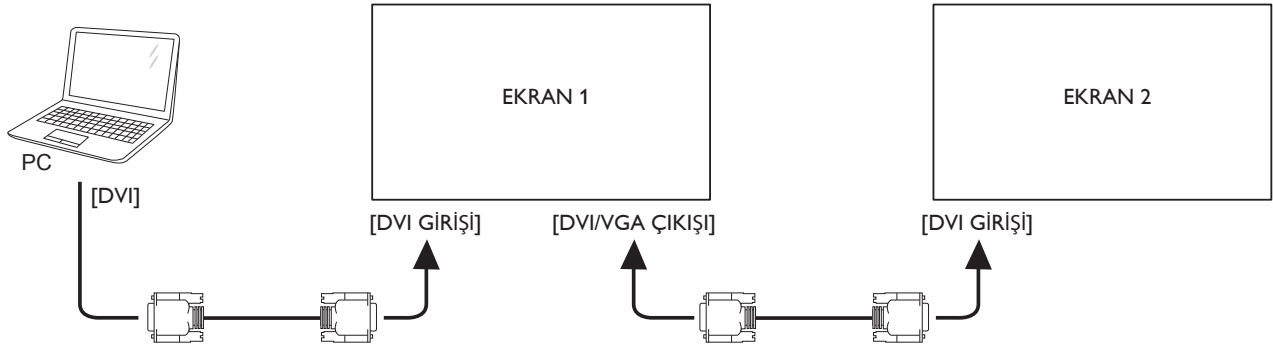 EKRAN 1
EKRAN 2
PC
[DVI]
[DVI GİRİŞİ]
[DVI/VGA ÇIKIŞI]
[DVI GİRİŞİ]